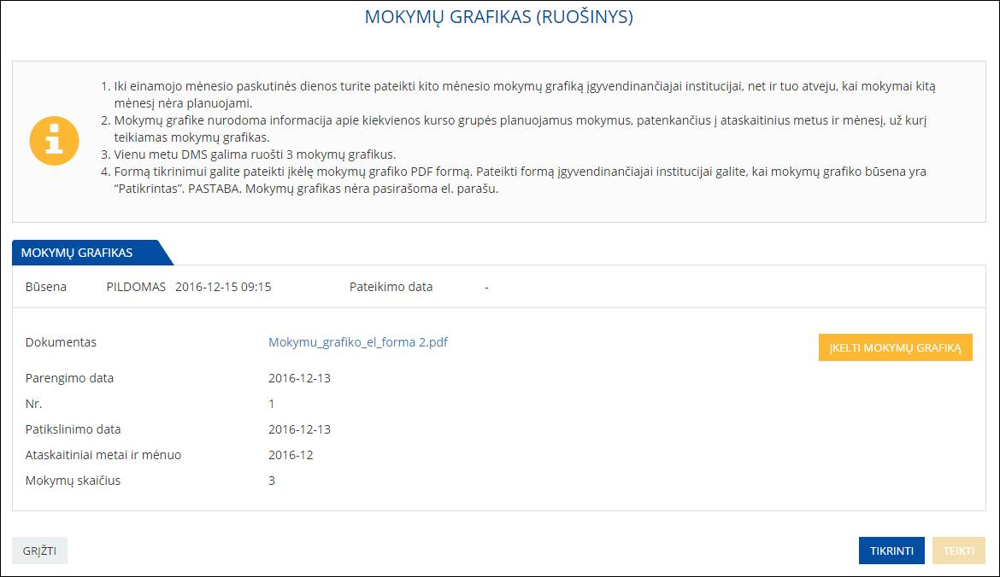 MOKYMŲ GRAFIKAS (RUOŠINYS)
1. Iki einamojo mėnesio paskutinės dienos turite pateikti kito mėnesio mokymų grafiką įgyvendinančiajai institucijai, net ir tuo atveju, kai mokymai kitą
mėnesį nėra planuojami.
2. Mokymų grafike nurodoma informacija apie kiekvienos kurso grupės planuojamus mokymus, patenkančius į ataskaitinius metus ir mėnesį, už kurį
teikiamas mokymų grafikas.
3. Vienu metu DMS galima ruošti 3 mokymų grafikus.
4. Formą tikrinimui galite pateikti įkėlę mokymų grafiko PDF formą. Pateikti formą įgyvendinančiajai institucijai galite, kai mokymų grafiko būsena yra
“Patikrintas”. PASTABA. Mokymų grafikas nėra pasirašoma el. parašu.
MOKYMŲ GRAFIKAS
Būsena PILDOMAS 2016-12-15 09:15 Pateikimo data -
Dokumentas Mokymu_grafiko_el_forma 2.pdf ĮKELTI MOKYMŲ GRAFIKĄ
Parengimo data 2016-12-13
Nr. 1
Patikslinimo data 2016-12-13
Ataskaitiniai metai ir mėnuo 2016-12
Mokymų skaičius 3
GRĮŽTI TIKRINTI TEIKTI